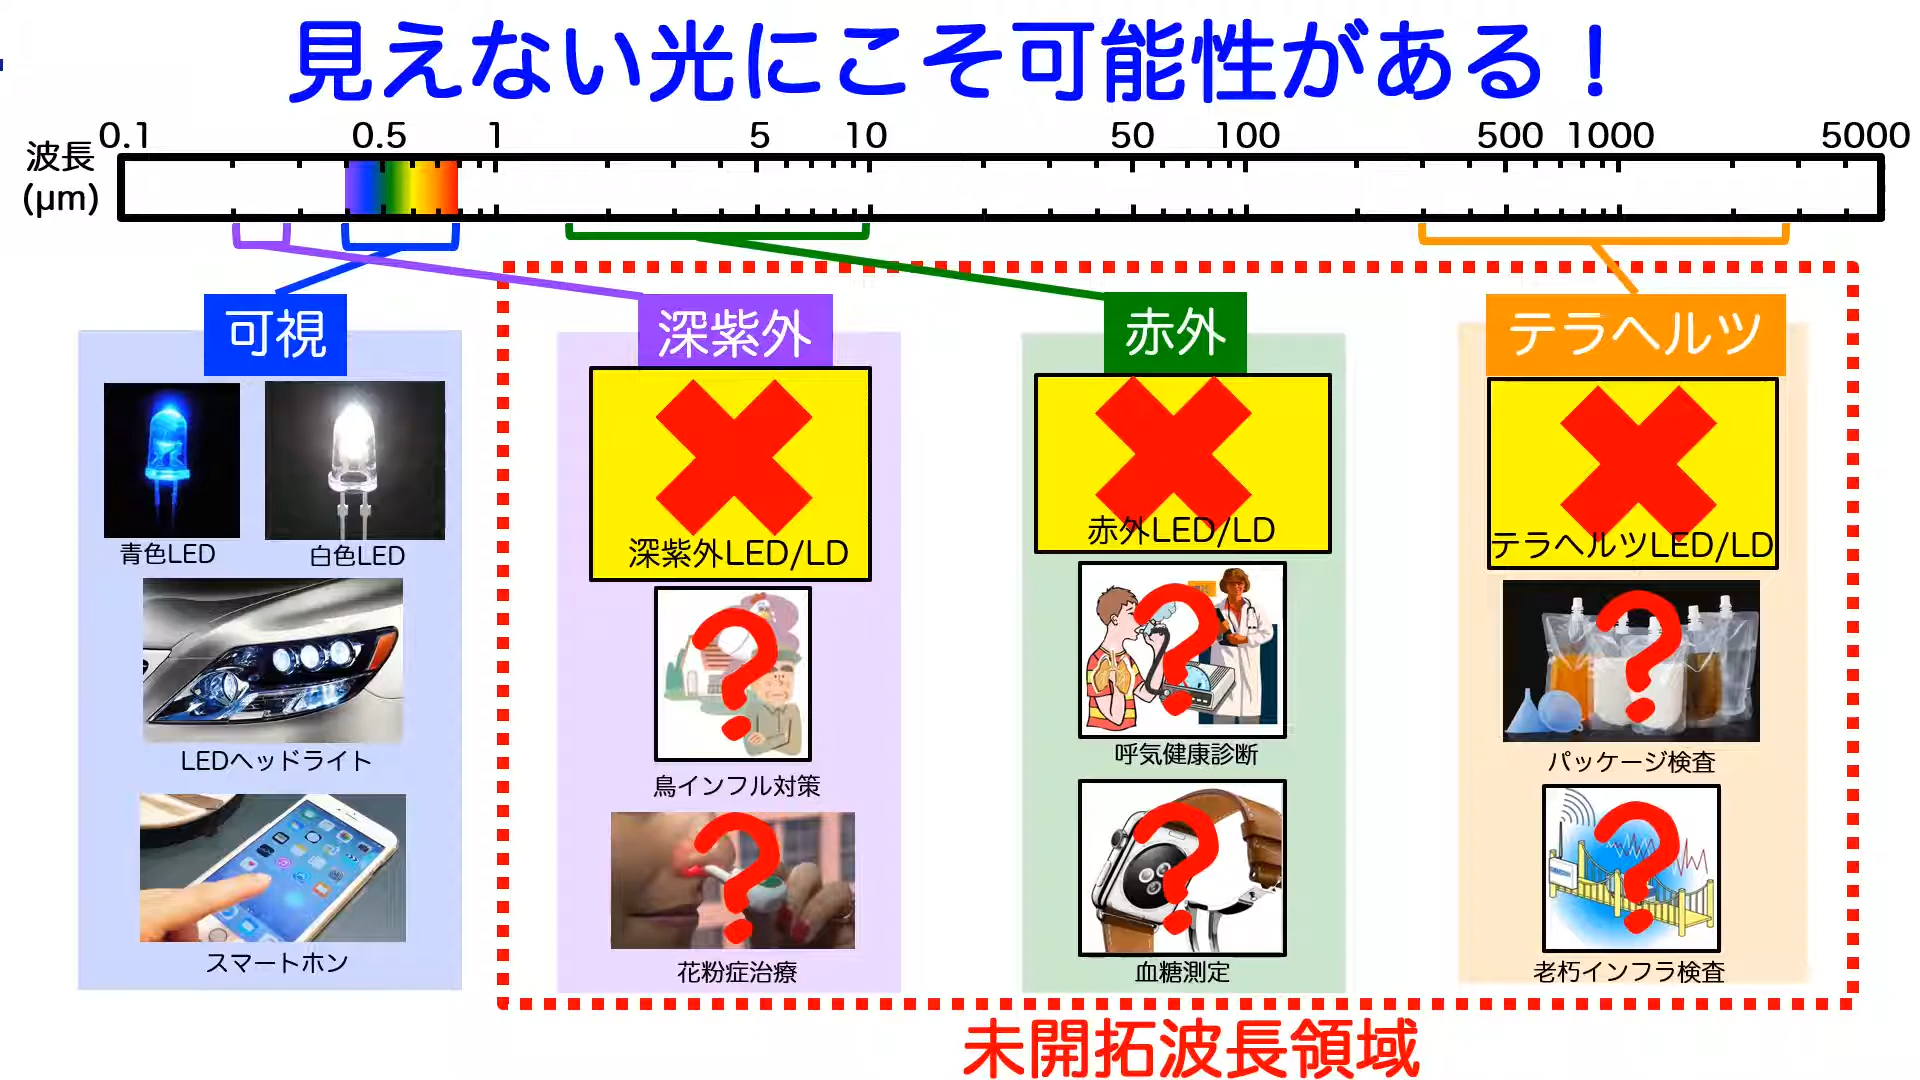 見えない光にこそ可能性がある！
0.1 0.5 1 5 10 50 100 500 1000 5000
波長
(μm)
可視
深紫外
赤外
テラヘルツ
青色LED
白色LED
深紫外LED/LD
赤外LED/LD
テラヘルツLED/LD
LEDヘッドライト
鳥インフル対策
呼気健康診断
パッケージ検査
スマートホン
花粉症治療
血糖測定
老朽インフラ検査
未開拓波長領域